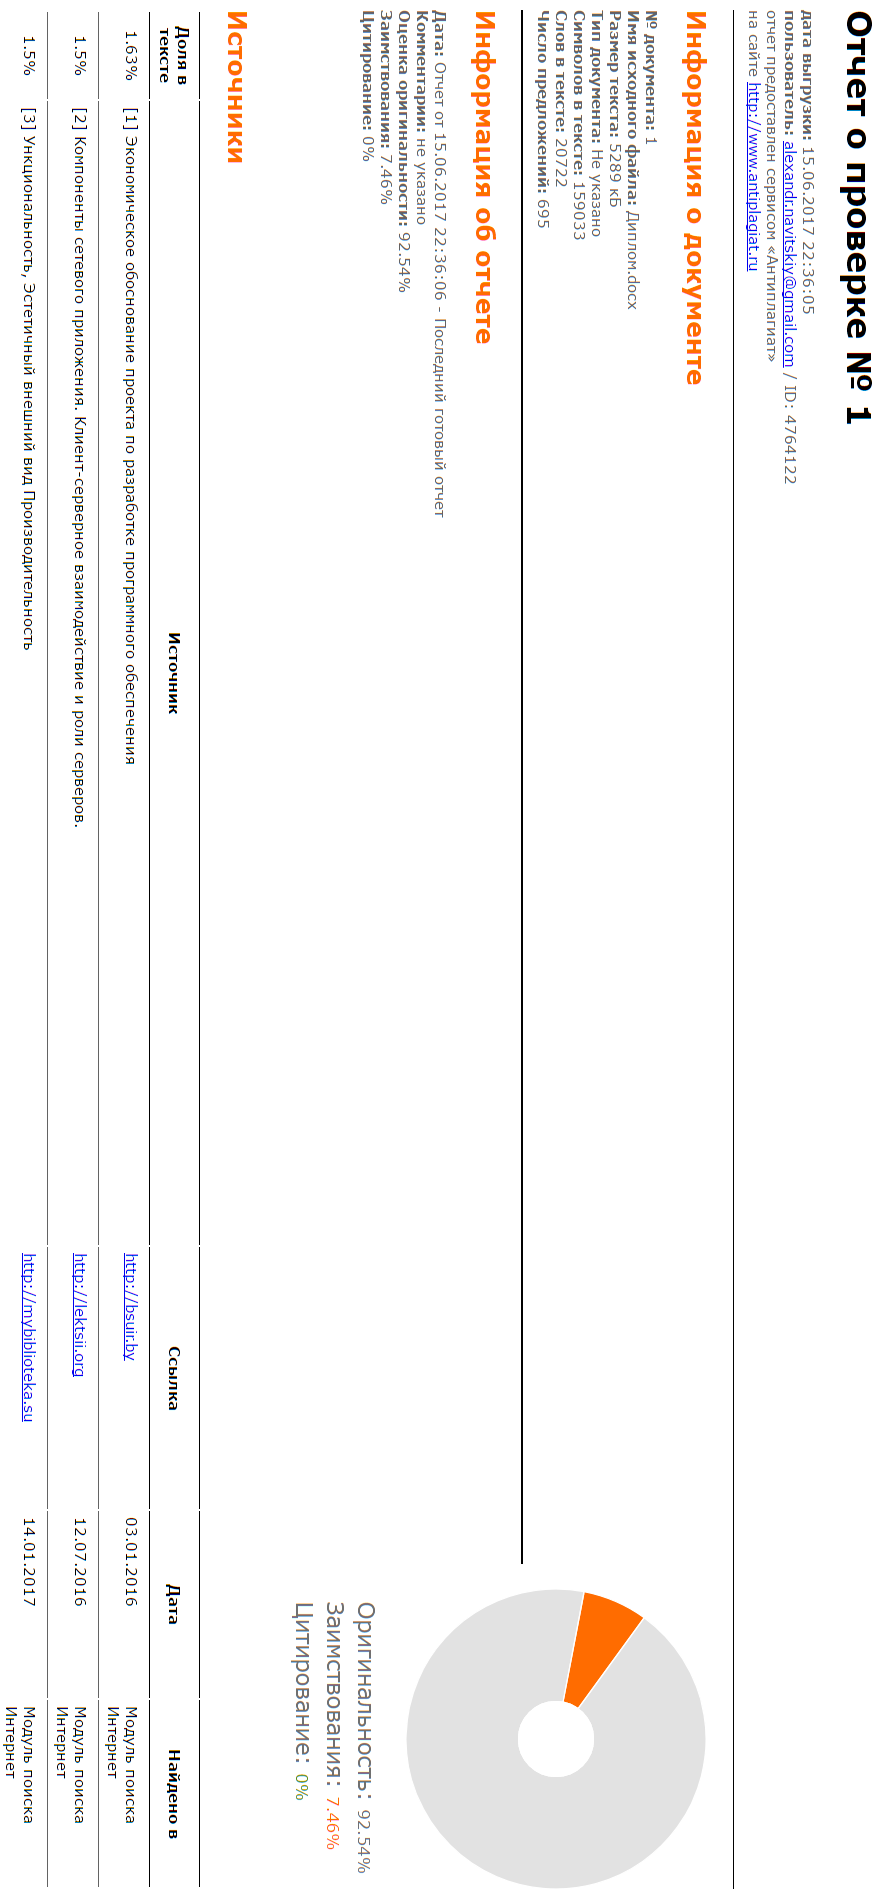 Отчет о проверке № 1
дата выгрузки: 15.06.2017 22:36:05
пользователь: alexandr.navitskiy@gmail.com / ID: 4764122
отчет предоставлен сервисом «Антиплагиат»
на сайте http://www.antiplagiat.ru
Информация о документе
№ документа: 1
Имя исходного файла: Диплом.docx
Размер текста: 5289 кБ
Тип документа: Не указано
Символов в тексте: 159033
Слов в тексте: 20722
Число предложений: 695
Информация об отчете
Дата: Отчет от 15.06.2017 22:36:06 - Последний готовый отчет
Комментарии: не указано
Оценка оригинальности: 92.54%
Заимствования: 7.46%
Цитирование: 0%
Оригинальность: 92.54%
Заимствования: 7.46%
Цитирование: 0%
Источники
Доля в тексте Источник Ссылка Дата Найдено в
1.63% [1] Экономическое обоснование проекта по разработке программного обеспечения http://bsuir.by 03.01.2016 Модуль поиска Интернет
1.5% [2] Компоненты сетевого приложения. Клиент-серверное взаимодействие и роли серверов. http://lektsii.org 12.07.2016 Модуль поиска Интернет
1.5% [3] Ункциональность, Эстетичный внешний вид Производительность http://mybiblioteka.su 14.01.2017 Модуль поиска Интернет